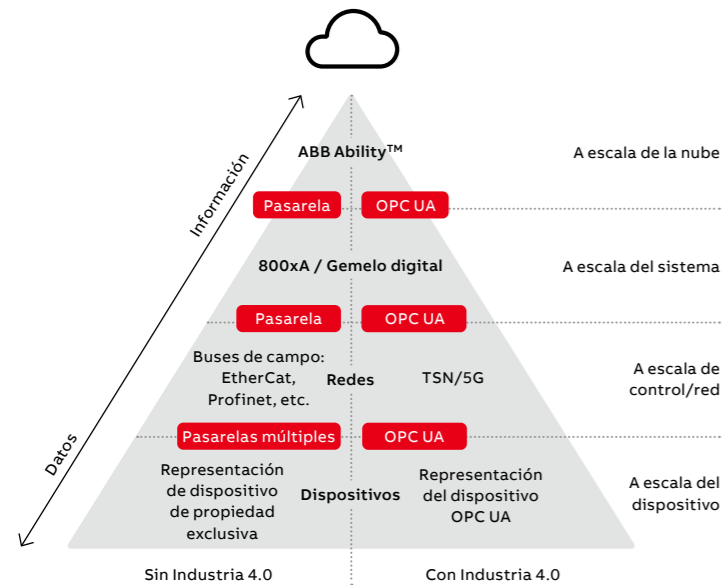 ABB Ability™
A escala de la nube
Información
Pasarela
OPC UA
800xA / Gemelo digital
A escala del sistema
Pasarela
OPC UA
Buses de campo:
EtherCat,
Profinet, etc.
Redes
TSN/5G
A escala de
control/red
Datos
Pasarelas múltiples
OPC UA
Representación
de dispositivo
de propiedad
exclusiva
Dispositivos
Representación
del dispositivo
OPC UA
A escala del
dispositivo
Sin Industria 4.0
Con Industria 4.0